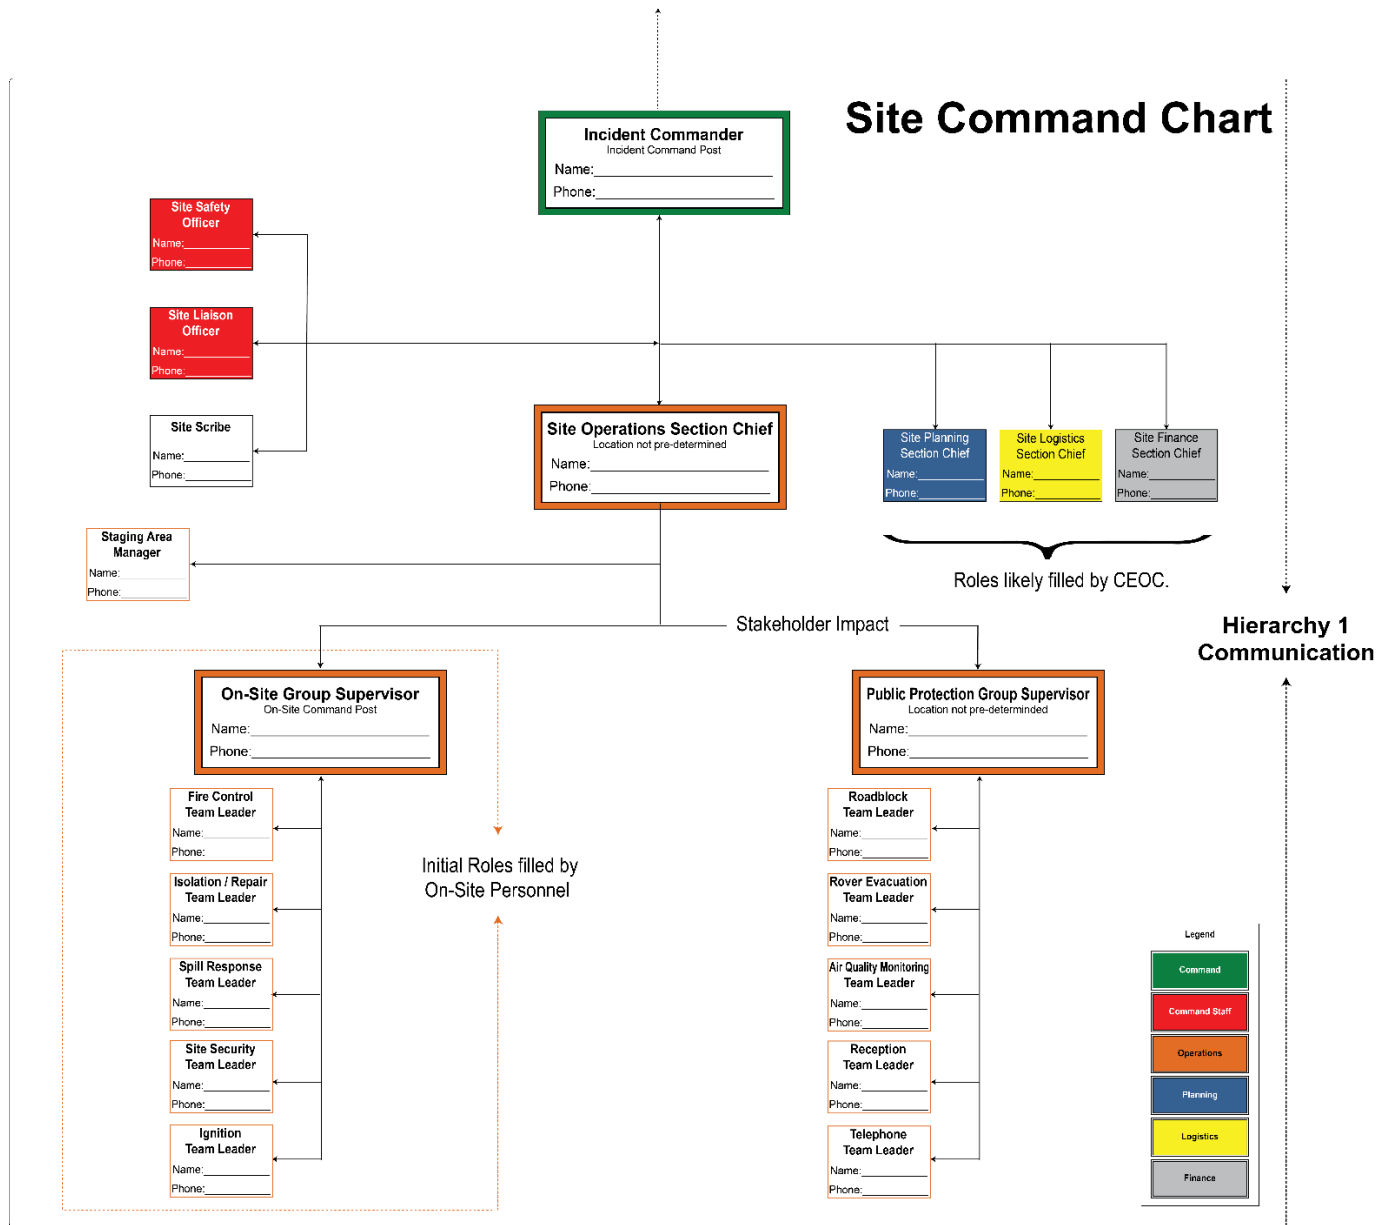 Site Command Chart
Incident Commander
Incident Command Post
Name:
Phone:
Site Safety
Officer
Name:
Phone:
Site Liaison
Officer
Name:
Phone:
Site Scribe
Name:
Phone:
Site Operations Section Chief
Location not pre-determined
Name:
Phone:
Site Planning
Section Chief
Name:
Phone:
Site Logistics
Section Chief
Name:
Phone:
Site Finance
Section Chief
Name:
Phone:
Roles likely filled by CEOC.
Staging Area
Manager
Name:
Phone:
Stakeholder Impact
Hierarchy 1
Communication
On-Site Group Supervisor
On-Site Command Post
Name:
Phone:
Public Protection Group Supervisor
Location not pre-determinded
Name:
Phone:
Fire Control
Team Leader
Name:
Phone:
Isolation / Repair
Team Leader
Name:
Phone:
Spill Response
Team Leader
Name:
Phone:
Site Security
Team Leader
Name:
Phone:
Ignition
Team Leader
Name:
Phone:
Initial Roles filled by
On-Site Personnel
Roadblock
Team Leader
Name:
Phone:
Rover Evacuation
Team Leader
Name:
Phone:
Air Quality Monitoring
Team Leader
Name:
Phone:
Reception
Team Leader
Name:
Phone:
Telephone
Team Leader
Name:
Phone:
Legend
Command
Command Staff
Operations
Planning
Logistics
Finance